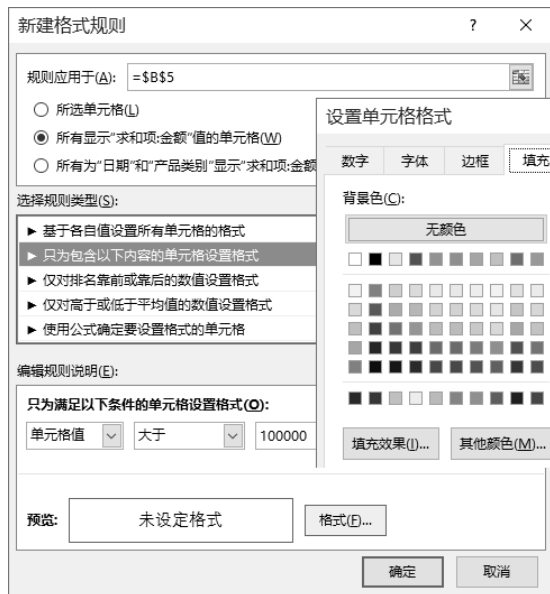 新建格式规则 ? ×
规则应用于(A): =$B$5
所选单元格(L)
所有显示"求和项:金额"值的单元格(W)
所有为"日期"和"产品类别"显示"求和项:金额
选择规则类型(S):
► 基于各自值设置所有单元格的格式
► 只为包含以下内容的单元格设置格式
► 仅对排名靠前或靠后的数值设置格式
► 仅对高于或低于平均值的数值设置格式
► 使用公式确定要设置格式的单元格
编辑规则说明(E):
只为满足以下条件的单元格设置格式(O):
单元格值 大于 100000
预览: 未设定格式 格式(F)...
确定 取消
设置单元格格式
数字 字体 边框 填充
背景色(C):
无颜色
填充效果(I)... 其他颜色(M)...